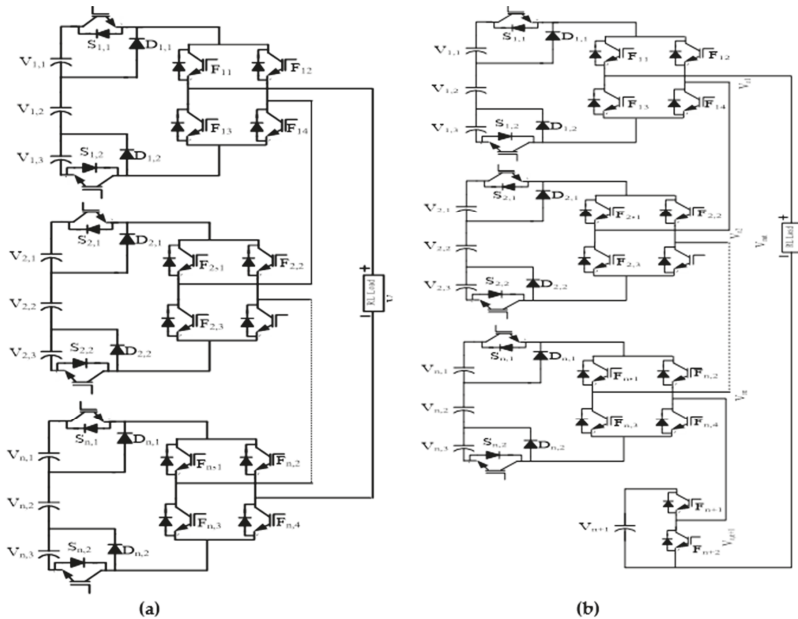 S1,1
D1,1
V1,1
F11
F12
V1,2
F13
F14
S1,2
D1,2
V1,3
S2,1
D2,1
V2,1
F2,1
F2,2
V2,2
F2,3
S2,2
D2,2
V2,3
Sn,1
Dn,1
Vn,1
Fn,1
Fn,2
Vn,2
Fn,3
Fn,4
Sn,2
Dn,2
Vn,3
+
RL Load
V
(a)
S1,1
D1,1
V1,1
F11
F12
V1,2
F13
F14
S1,2
D1,2
V1,3
S2,1
D2,1
V2,1
F2,1
F2,2
V2,2
F2,3
S2,2
D2,2
V2,3
Sn,1
Dn,1
Vn,1
Fn,1
Fn,2
Vn,2
Fn,3
Fn,4
Sn,2
Dn,2
Vn,3
Fn+1
Vn+1
Fn+2
+
RL Load
(b)